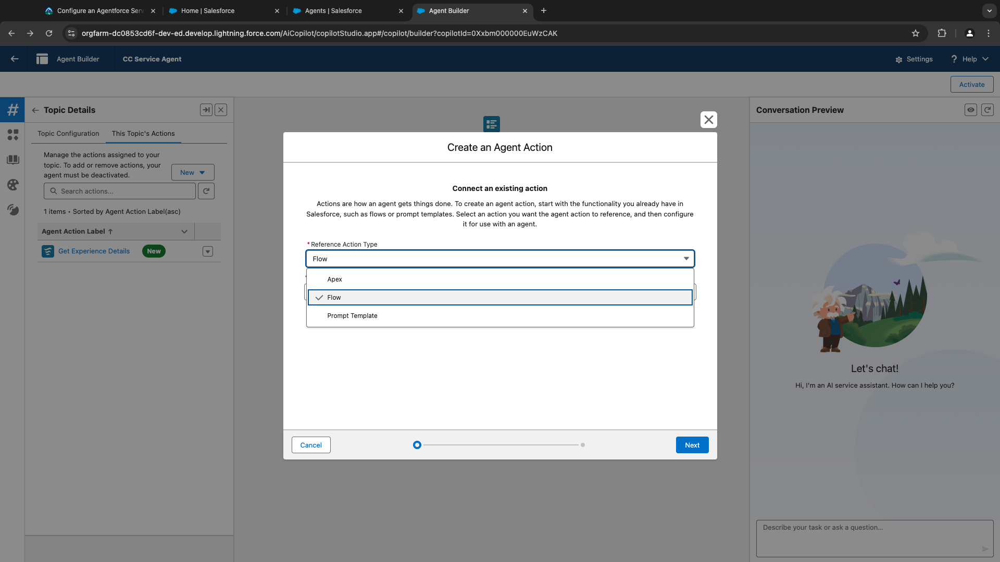 Configure an Agentforce Serv
Home | Salesforce
Agents | Salesforce
Agent Builder
orgfarm-dc0853cd6f-dev-ed.develop.lightning.force.com/AiCopilot/copilotStudio.app#/copilot/builder?copilotId=0Xxbm000000EuWzCAK
Agent Builder
CC Service Agent
Settings
? Help
Activate
Topic Details
Topic Configuration
This Topic's Actions
Manage the actions assigned to your
topic. To add or remove actions, your
agent must be deactivated.
New
Search actions...
1 items • Sorted by Agent Action Label(asc)
Agent Action Label ↑
Get Experience Details
New
Create an Agent Action
Connect an existing action
Actions are how an agent gets things done. To create an agent action, start with the functionality you already have in
Salesforce, such as flows or prompt templates. Select an action you want the agent action to reference, and then configure
it for use with an agent.
* Reference Action Type
Flow
Apex
Flow
Prompt Template
Cancel
Next
Conversation Preview
Let's chat!
Hi, I'm an AI service assistant. How can I help you?
Describe your task or ask a question...